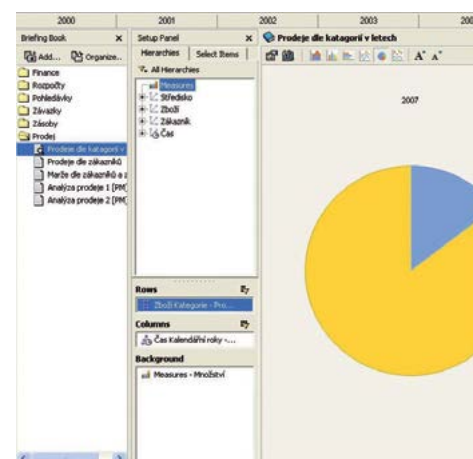 2000 2001 2002 2003 200
Briefing Book x
Add... Organize..
Finance
Rozpočty
Pohledávky
Závazky
Zásoby
Prodej
Prodeje dle katagorií v
Prodeje dle zákazníků
Marže dle zákazníků a z
Analýza prodeje 1 (PM
Analýza prodeje 2 (PM
Setup Panel x
Hierarchies Select Items
All Hierarchies
Measures
Středisko
Zboží
Zákazník
Čas
Rows
Zboží Kategorie - Pro...
Columns
Čas Kalendářní roky -...
Background
Measures - Množství
Prodeje dle katagorií v letech
A A
2007